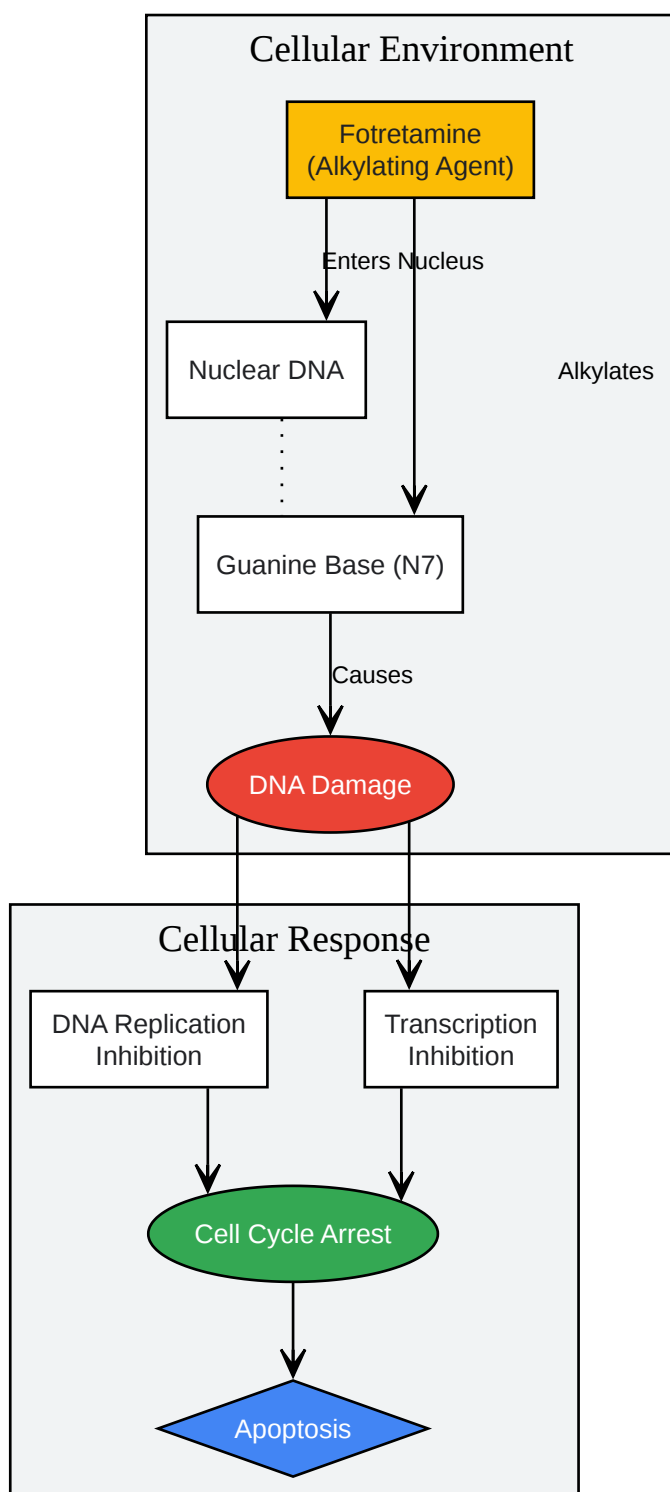 Cellular Environment
Fotretamine
(Alkylating Agent)
Enters Nucleus
Nuclear DNA
Alkylates
Guanine Base (N7)
Causes
DNA Damage
Cellular Response
DNA Replication
Inhibition
Transcription
Inhibition
Cell Cycle Arrest
Apoptosis